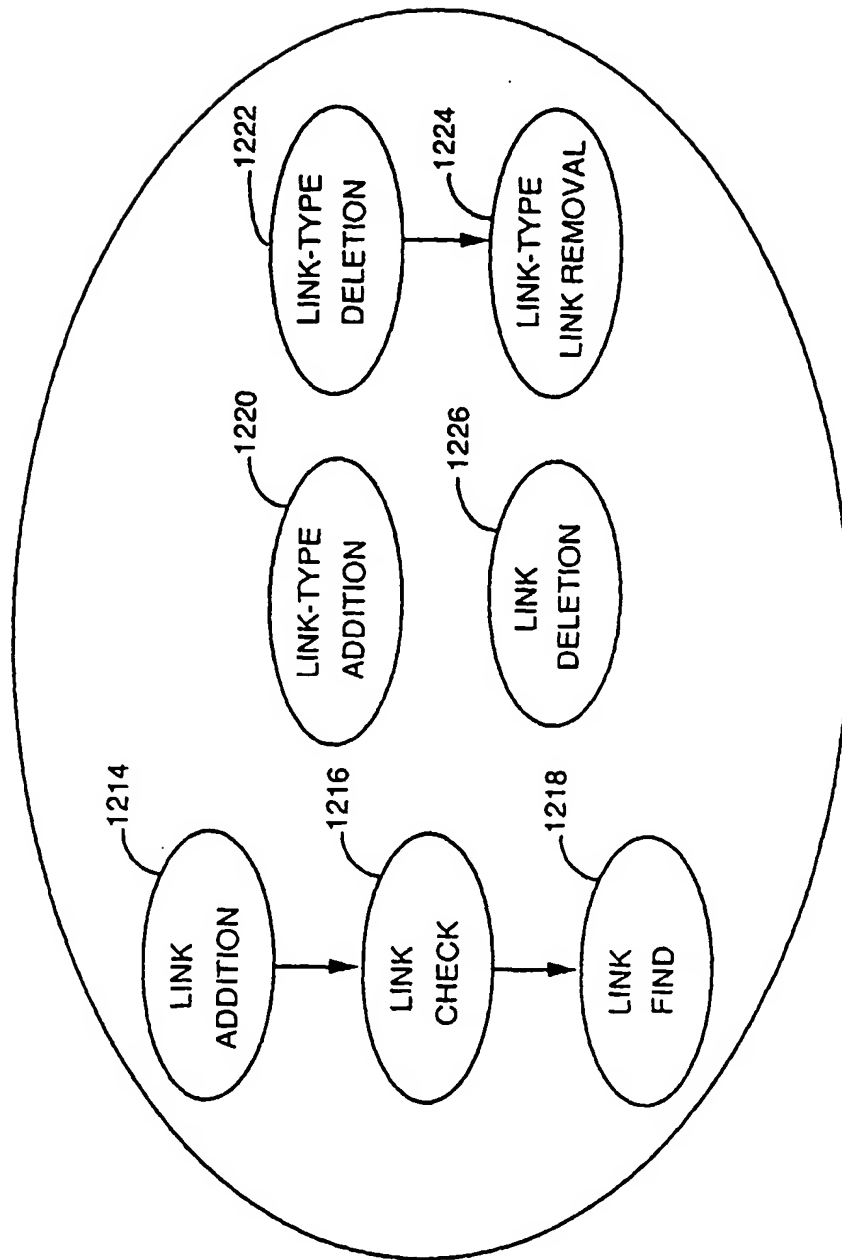 1214
LINK
ADDITION
1216
LINK
CHECK
1218
LINK
FIND
1220
LINK-TYPE
ADDITION
1226
LINK
DELETION
1222
LINK-TYPE
DELETION
1224
LINK-TYPE
LINK REMOVAL